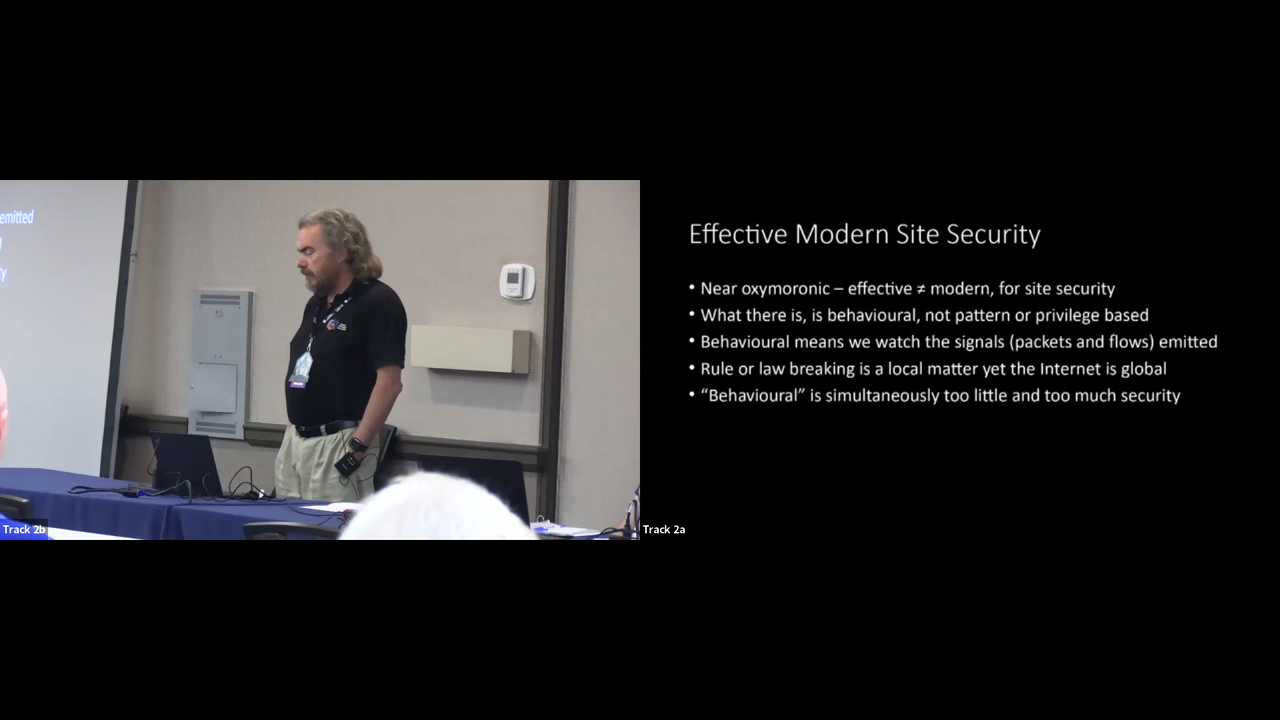 emitted
ty
Track 2b
Effective Modern Site Security
• Near oxymoronic – effective ≠ modern, for site security
• What there is, is behavioural, not pattern or privilege based
• Behavioural means we watch the signals (packets and flows) emitted
• Rule or law breaking is a local matter yet the Internet is global
• “Behavioural” is simultaneously too little and too much security
Track 2a